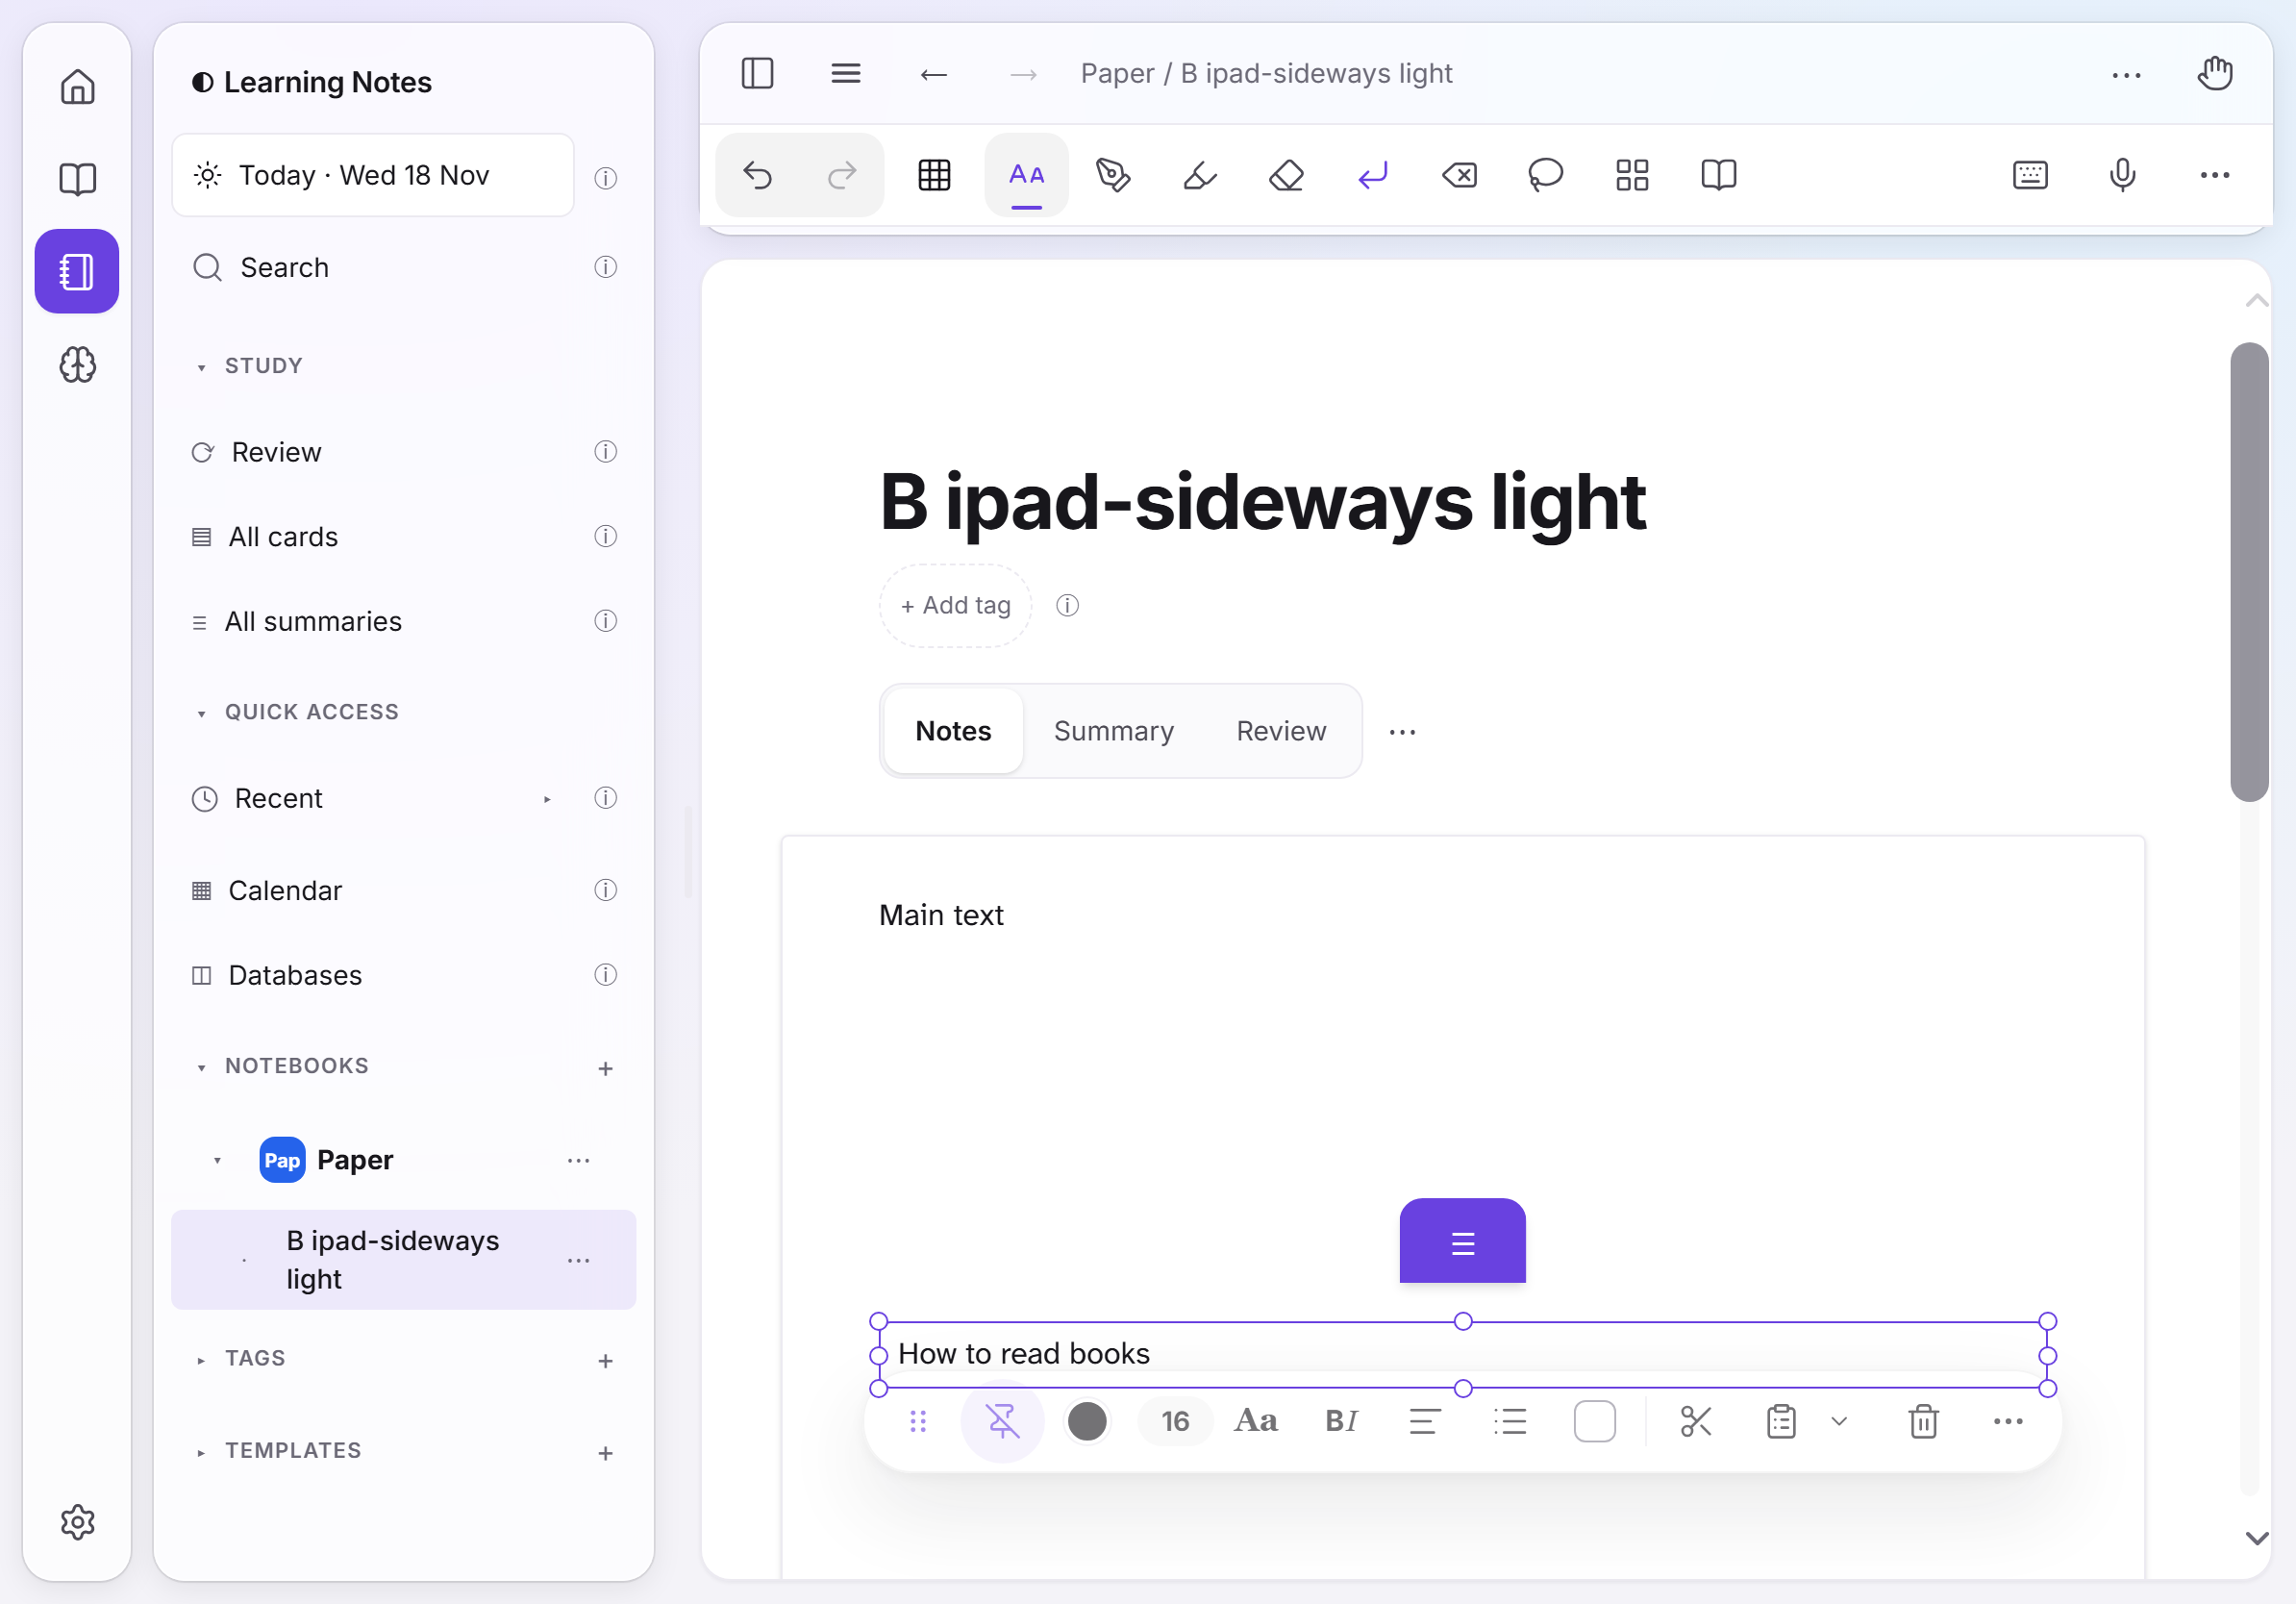 Learning Notes
Today · Wed 18 Nov
Search
STUDY
Review
All cards
All summaries
QUICK ACCESS
Recent
Calendar
Databases
NOTEBOOKS
Pap Paper
B ipad-sideways
light
TAGS
TEMPLATES
Paper / B ipad-sideways light
AA
B ipad-sideways light
+ Add tag
Notes Summary Review
Main text
How to read books
16 Aa BI